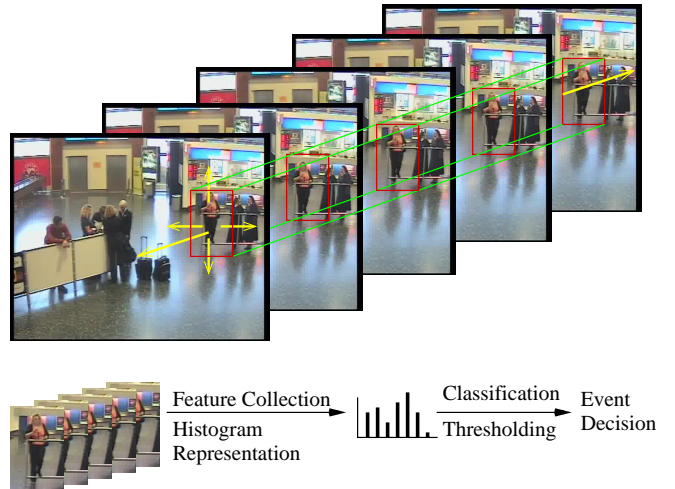 Feature Collection
Histogram
Representation
Classification
Thresholding
Event
Decision